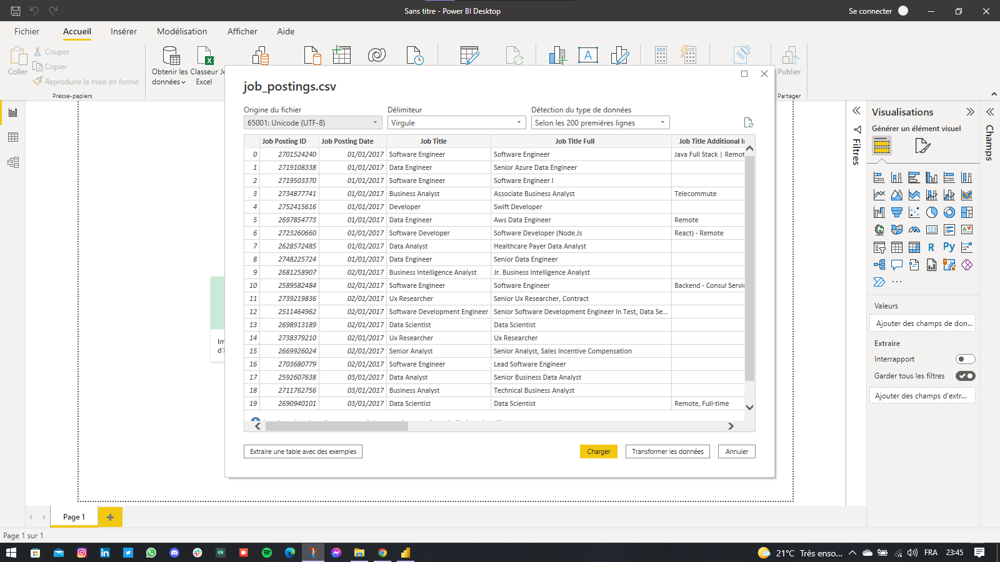 Sans titre - Power BI Desktop
Se connecter
Fichier
Accueil
Insérer
Modélisation
Afficher
Aide
Coller
Couper
Copier
Reproduire la mise en forme
Presse-papiers
Obtenir les données
Classeur Excel
Publier
Partager
job_postings.csv
Origine du fichier
65001: Unicode (UTF-8)
Délimiteur
Virgule
Détection du type de données
Selon les 200 premières lignes
Job Posting ID Job Posting Date Job Title Job Title Full Job Title Additional I
0 2701524240 01/01/2017 Software Engineer Software Engineer Java Full Stack | Remot
1 2719108338 01/01/2017 Data Engineer Senior Azure Data Engineer
2 2719503370 01/01/2017 Software Engineer Software Engineer I
3 2734877741 01/01/2017 Business Analyst Associate Business Analyst Telecommute
4 2752415616 01/01/2017 Developer Swift Developer
5 2697854773 01/01/2017 Data Engineer Aws Data Engineer Remote
6 2723260660 01/01/2017 Software Developer Software Developer (Node.Js React) - Remote
7 2628572485 01/01/2017 Data Analyst Healthcare Payer Data Analyst
8 2748225724 01/01/2017 Data Engineer Senior Data Engineer
9 2681258907 02/01/2017 Business Intelligence Analyst Jr. Business Intelligence Analyst
10 2589582484 02/01/2017 Software Engineer Software Engineer Backend - Consul Servic
11 2739219836 02/01/2017 Ux Researcher Senior Ux Researcher, Contract
12 2511464962 02/01/2017 Software Development Engineer Senior Software Development Engineer In Test, Data Se...
13 2698913189 02/01/2017 Data Scientist Data Scientist
14 2738379210 02/01/2017 Ux Researcher Ux Researcher
15 2669926024 02/01/2017 Senior Analyst Senior Analyst, Sales Incentive Compensation
16 2703680779 02/01/2017 Software Engineer Lead Software Engineer
17 2592607638 03/01/2017 Data Analyst Senior Business Data Analyst
18 2711762756 03/01/2017 Business Analyst Technical Business Analyst
19 2690940101 03/01/2017 Data Scientist Data Scientist Remote, Full-time
Extraire une table avec des exemples
Charger
Transformer les données
Annuler
Im
d'I
Filtres
Visualisations
Générer un élément visuel
R
Py
123
Valeurs
Ajouter des champs de don...
Extraire
Interrapport
Garder tous les filtres
Ajouter des champs d'extr...
Champs
Page 1
Page 1 sur 1
21°C Très enso...
FRA
23:45